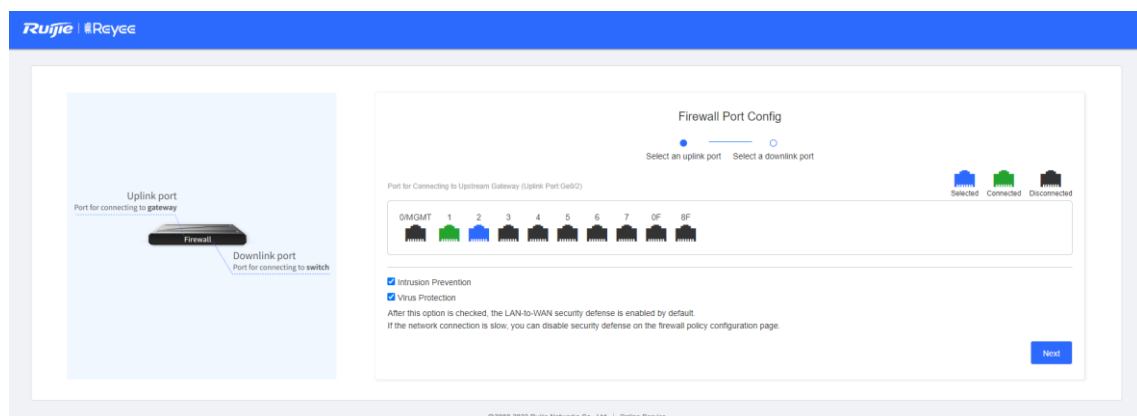 Ruijie | Reyee
Firewall Port Config
Select an uplink port Select a downlink port
Port for Connecting to Upstream Gateway (Uplink Port:Ge0/2)
Selected Connected Disconnected
0/MGMT 1 2 3 4 5 6 7 0F 8F
Uplink port
Port for connecting to gateway
Firewall
Downlink port
Port for connecting to switch
Intrusion Prevention
Virus Protection
After this option is checked, the LAN-to-WAN security defense is enabled by default.
If the network connection is slow, you can disable security defense on the firewall policy configuration page.
Next